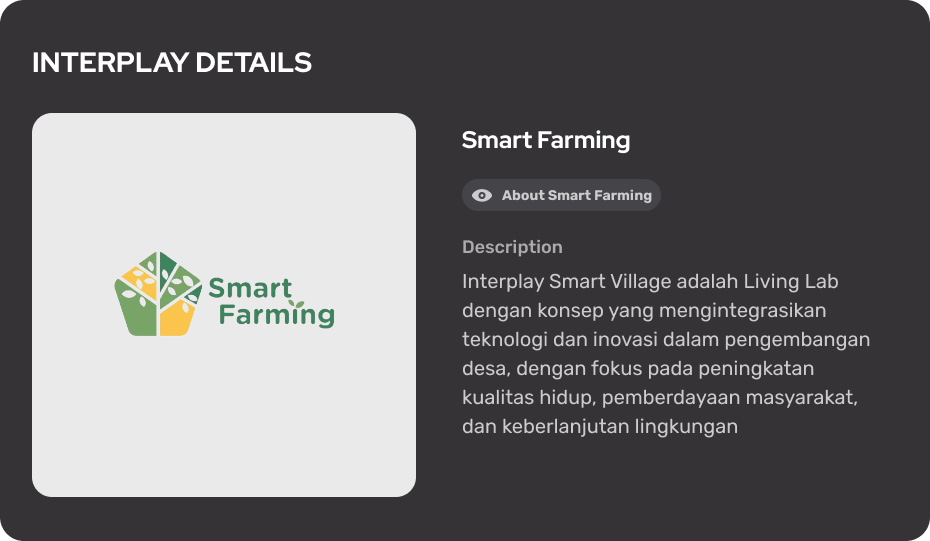 INTERPLAY DETAILS
Smart
Farming
Smart Farming
About Smart Farming
Description
Interplay Smart Village adalah Living Lab
dengan konsep yang mengintegrasikan
teknologi dan inovasi dalam pengembangan
desa, dengan fokus pada peningkatan
kualitas hidup, pemberdayaan masyarakat,
dan keberlanjutan lingkungan